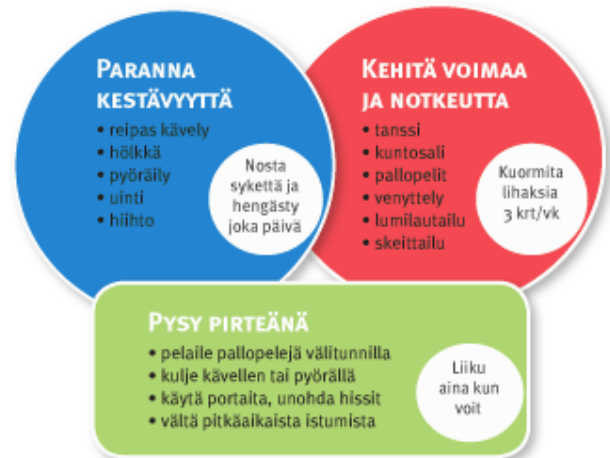 PARANNA
KESTÄVYYTTÄ
• reipas kävely
• hölkkä
• pyöräily
• uinti
• hiihto
Nosta
sykettä ja
hengästy
joka päivä
KEHITÄ VOIMAA
JA NOTKEUTTA
• tanssi
• kuntosali
• pallopelit
• venyttely
• lumilautailu
• skeittailu
Kuormita
lihaksia
3 krt/vk
PYSY PIRTEÄNÄ
• pelaile pallopelejä välitunnilla
• kulje kävellen tai pyörällä
• käytä portaita, unohda hissit
• vältä pitkäaikaista istumista
Liiku
aina kun
voit